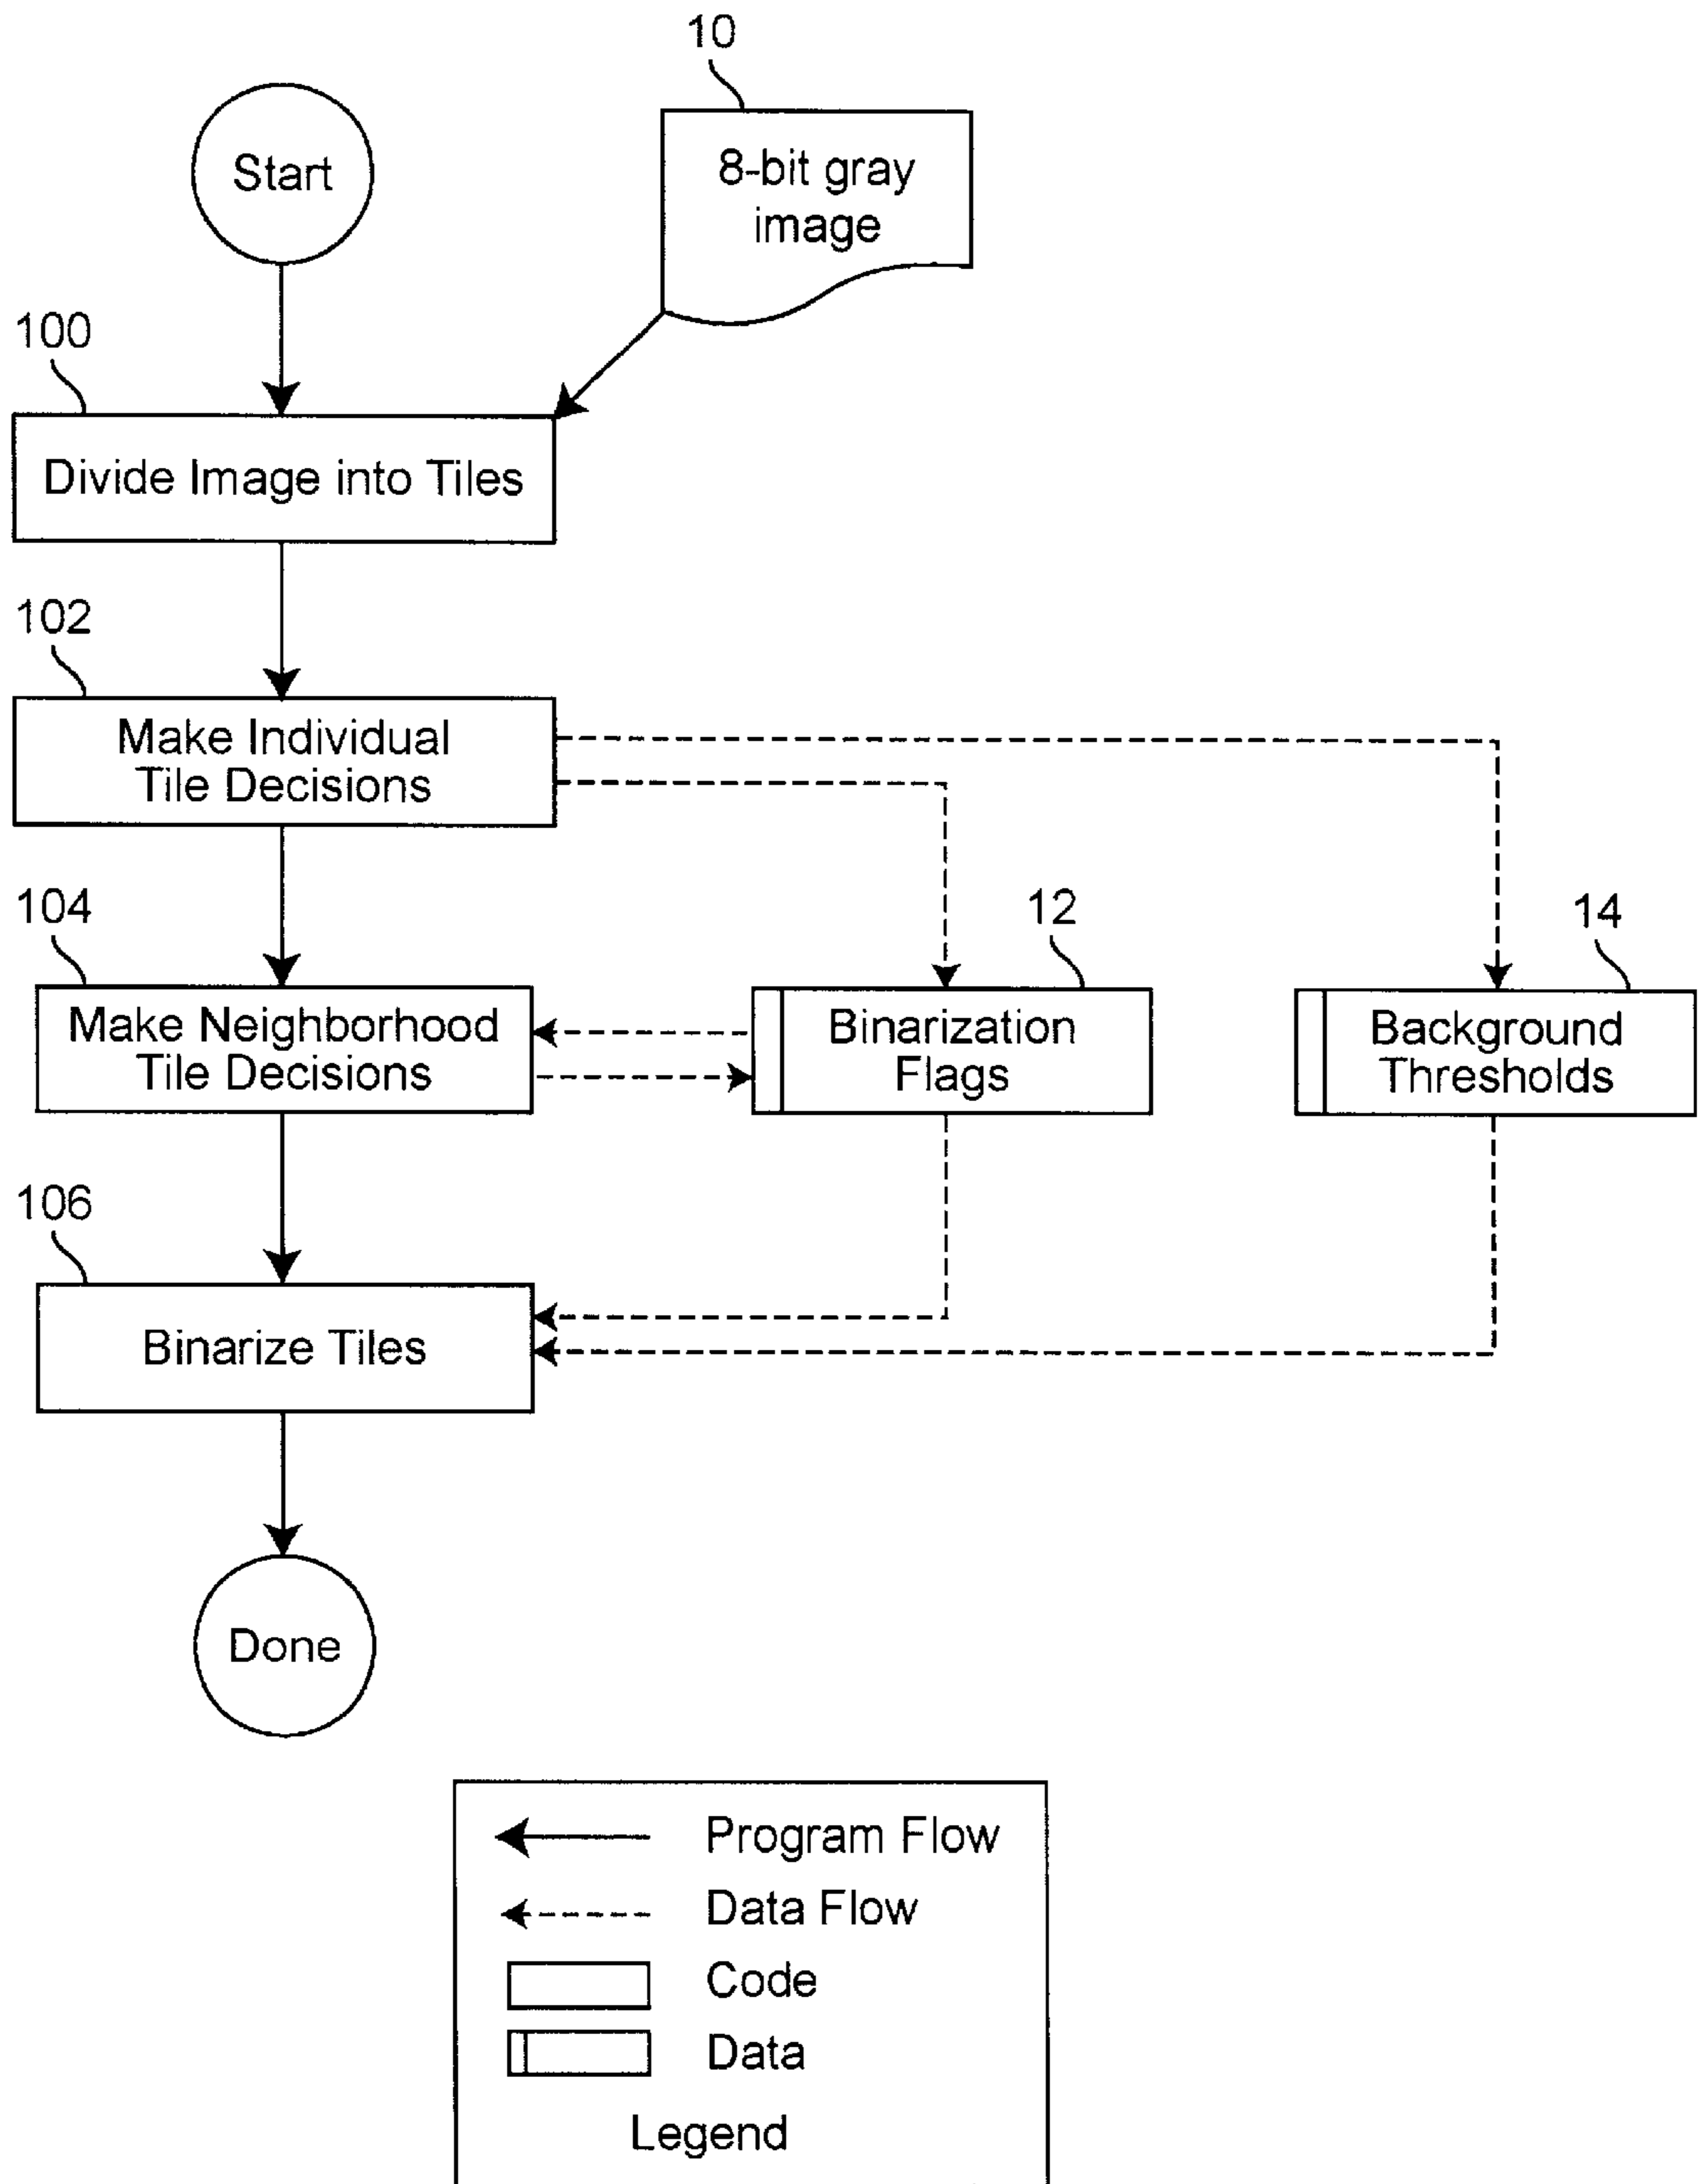 10
Start
8-bit gray
image
100
Divide Image into Tiles
102
Make Individual
Tile Decisions
104
12
14
Make Neighborhood
Tile Decisions
Binarization
Flags
Background
Thresholds
106
Binarize Tiles
Done
Program Flow
Data Flow
Code
Data
Legend